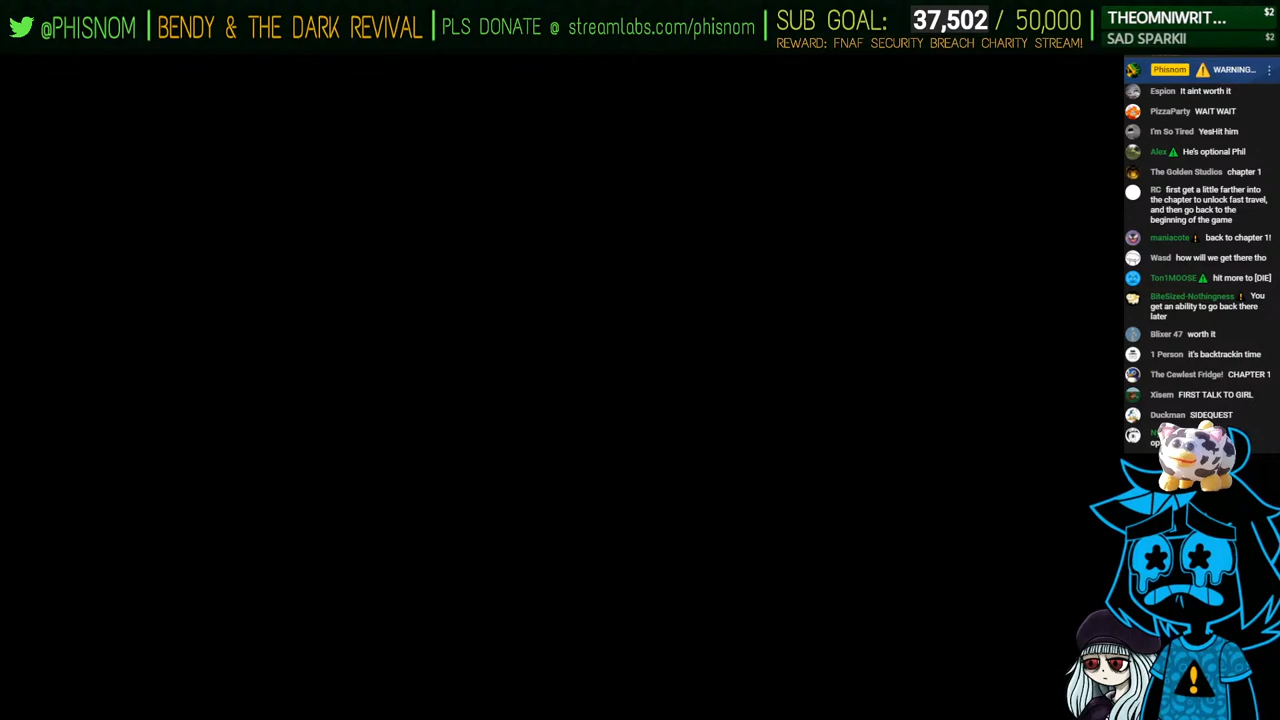 @PHISNOM
BENDY & THE DARK REVIVAL
PLS DONATE @ streamlabs.com/phisnom
SUB GOAL: 37,502 / 50,000
REWARD: FNAF SECURITY BREACH CHARITY STREAM!
THEOMNIWRIT... $2
SAD SPARKII $2
Phisnom WARNING...
Espion It aint worth it
PizzaParty WAIT WAIT
I'm So Tired YesHit him
Alex He's optional Phil
The Golden Studios chapter 1
RC first get a little farther into
the chapter to unlock fast travel,
and then go back to the
beginning of the game
maniacote back to chapter 1!
Wasd how will we get there tho
Ton1MOOSE hit more to [DIE]
BiteSized-Nothingness You
get an ability to go back there
later
Blixer 47 worth it
1 Person it's backtrackin time
The Cewlest Fridge! CHAPTER 1
Xisem FIRST TALK TO GIRL
Duckman SIDEQUEST